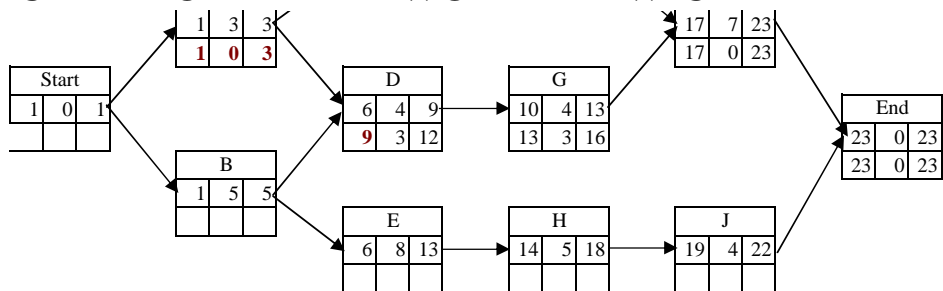 1 3 3
1 0 3
17 7 23
17 0 23
Start
1 0 1
D
6 4 9
9 3 12
G
10 4 13
13 3 16
End
23 0 23
23 0 23
B
1 5 5
E
6 8 13
H
14 5 18
J
19 4 22